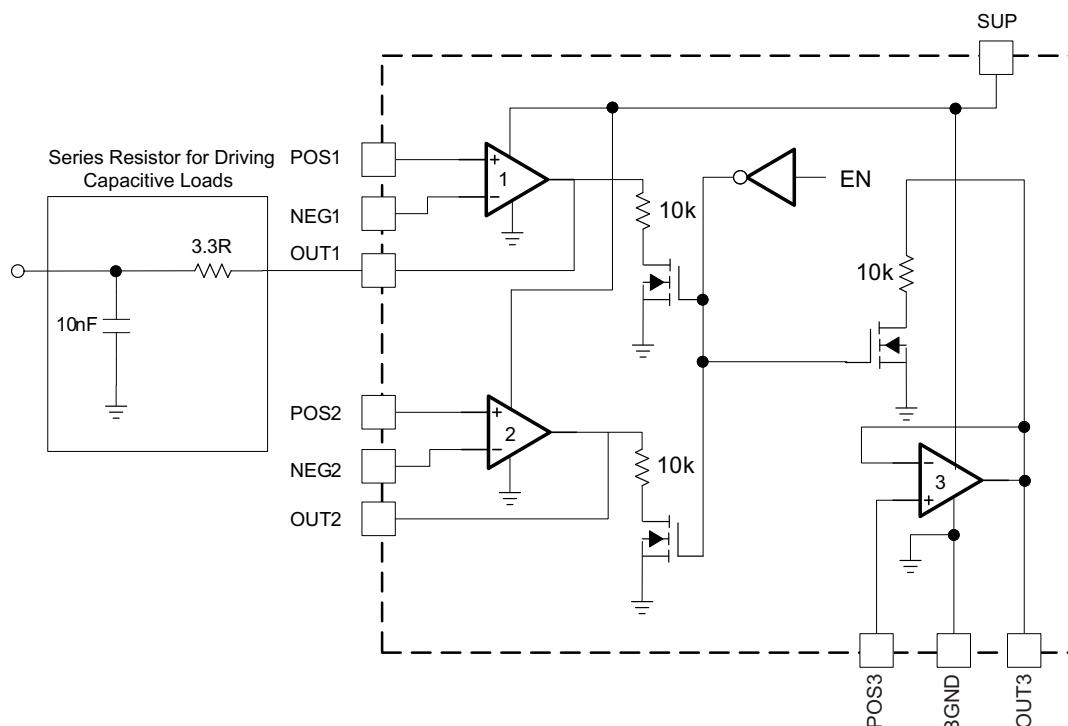 SUP
Series Resistor for Driving
Capacitive Loads
POS1
+
1
−
EN
NEG1
10k
3.3R
OUT1
10k
10nF
POS2
+
2
−
NEG2
10k
−
3
+
OUT2
POS3
OUT3